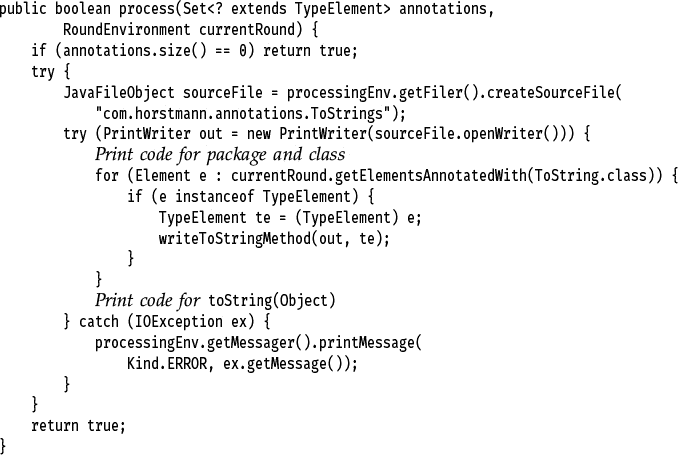 public boolean process(Set<? extends TypeElement> annotations,
        RoundEnvironment currentRound) {
    if (annotations.size() == 0) return true;
    try {
        JavaFileObject sourceFile = processingEnv.getFiler().createSourceFile(
            "com.horstmann.annotations.ToStrings");
        try (PrintWriter out = new PrintWriter(sourceFile.openWriter())) {
            Print code for package and class
            for (Element e : currentRound.getElementsAnnotatedWith(ToString.class)) {
                if (e instanceof TypeElement) {
                    TypeElement te = (TypeElement) e;
                    writeToStringMethod(out, te);
                }
            }
            Print code for toString(Object)
        } catch (IOException ex) {
            processingEnv.getMessager().printMessage(
                Kind.ERROR, ex.getMessage());
        }
    }
    return true;
}